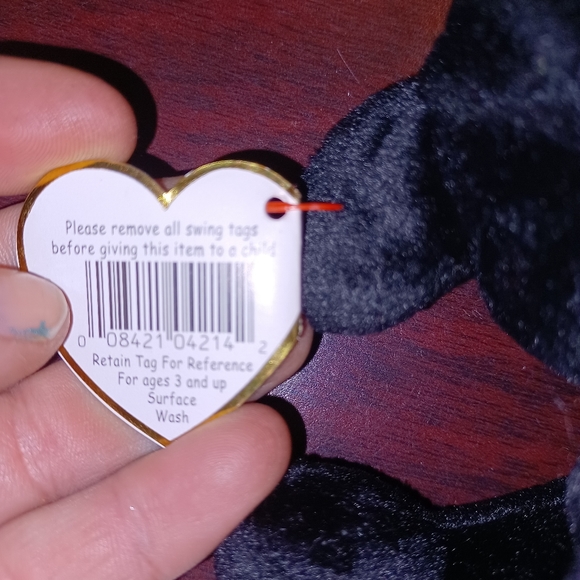 Please remove all swing tags
before giving this item to a child
0 08421 04214 2
Retain Tag For Reference
For ages 3 and up
Surface
Wash